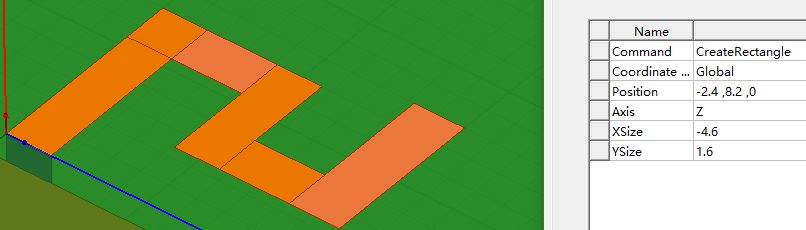 Name
Command CreateRectangle
Coordinate ... Global
Position -2.4 ,8.2 ,0
Axis Z
XSize -4.6
YSize 1.6